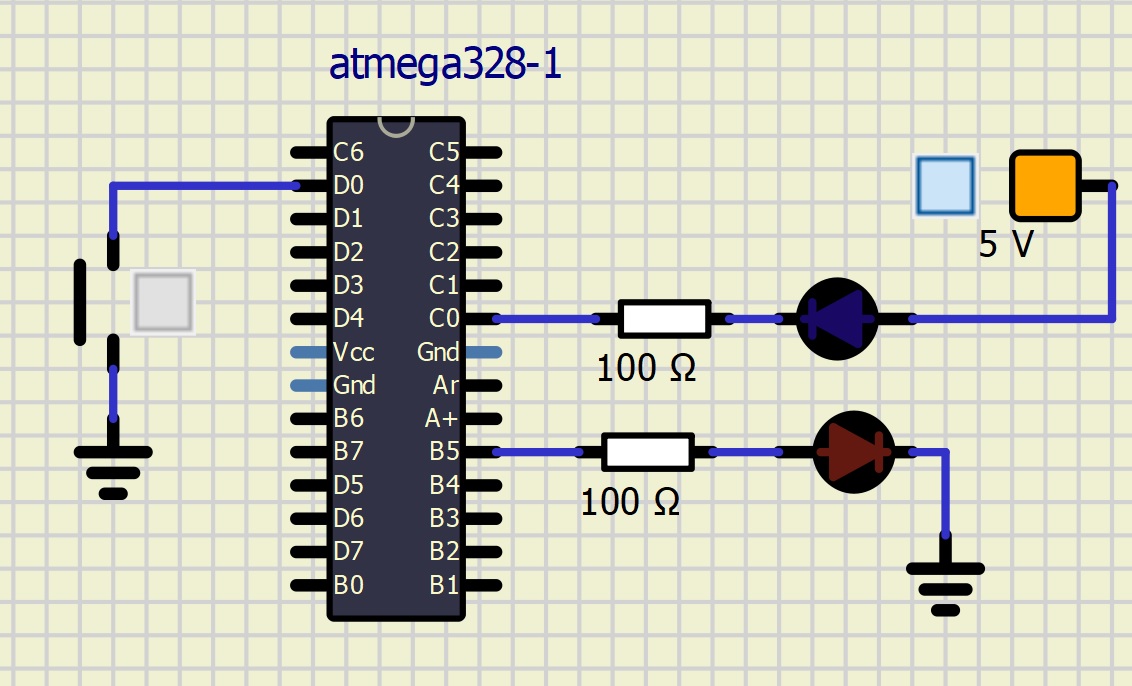 atmega328-1
C6 C5
D0 C4
D1 C3
D2 C2
D3 C1
D4 C0
Vcc Gnd
Gnd Ar
B6 A+
B7 B5
D5 B4
D6 B3
D7 B2
B0 B1
5 V
100 Ω
100 Ω